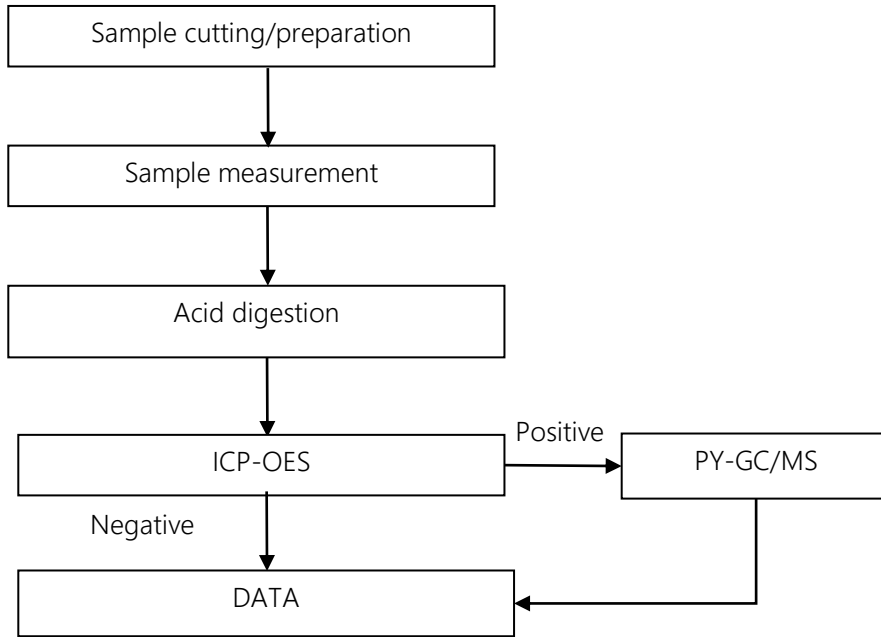 Sample cutting/preparation
Sample measurement
Acid digestion
ICP-OES
Positive
PY-GC/MS
Negative
DATA